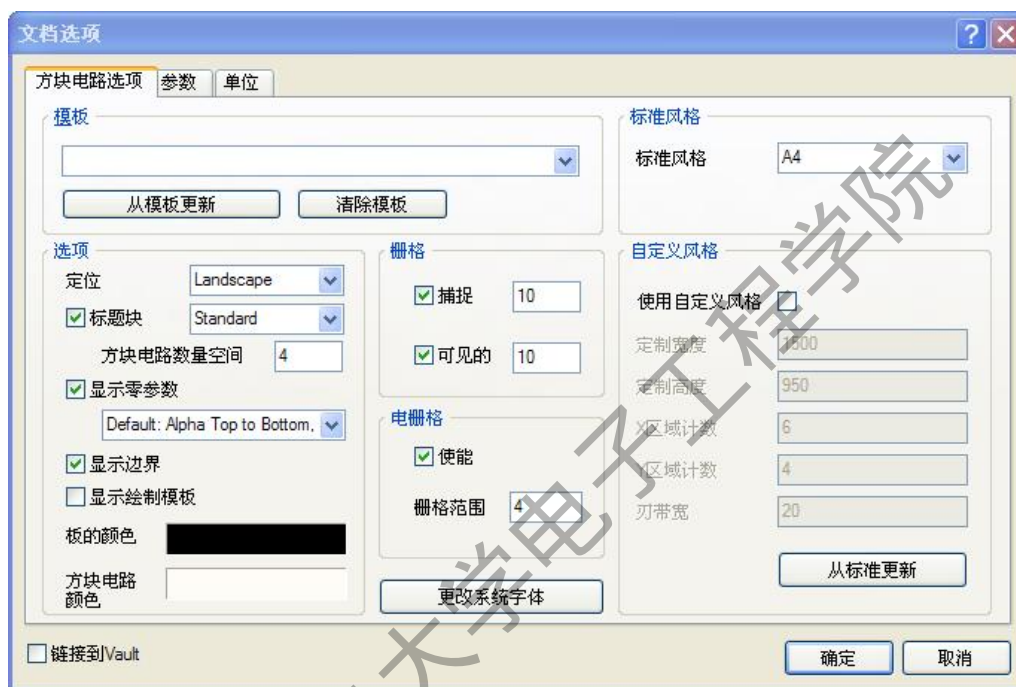 文档选项
方块电路选项 参数 单位
模板
从模板更新 清除模板
标准风格
标准风格 A4
选项
定位 Landscape
标题块 Standard
方块电路数量空间 4
显示零参数
Default: Alpha Top to Bottom,
显示边界
显示绘制模板
板的颜色
方块电路
颜色
栅格
捕捉 10
可见的 10
电栅格
使能
栅格范围 4
更改系统字体
自定义风格
使用自定义风格
定制宽度 1500
定制高度 950
X区域计数 6
Y区域计数 4
刃带宽 20
从标准更新
链接到Vault
确定 取消
大学电子工程学院